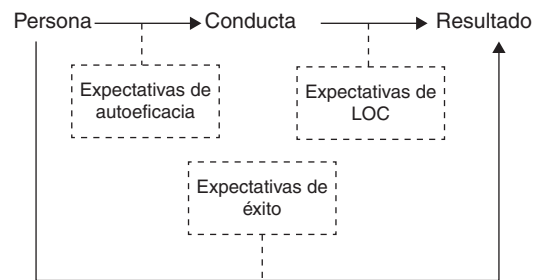 Persona Conducta Resultado
Expectativas de
autoeficacia
Expectativas de
LOC
Expectativas de
éxito